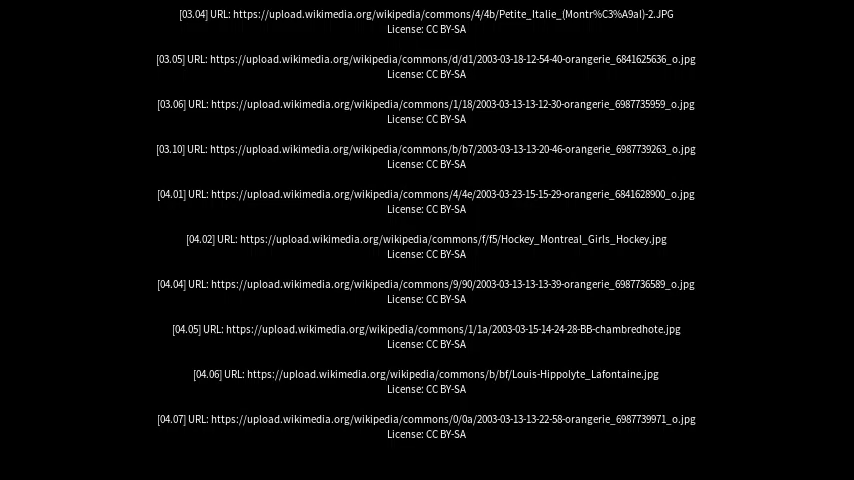 [03.04] URL: https://upload.wikimedia.org/wikipedia/commons/4/4b/Petite_Italie_(Montr%C3%A9al)-2.JPG
License: CC BY-SA
[03.05] URL: https://upload.wikimedia.org/wikipedia/commons/d/d1/2003-03-18-12-54-40-orangerie_6841625636_o.jpg
License: CC BY-SA
[03.06] URL: https://upload.wikimedia.org/wikipedia/commons/1/18/2003-03-13-13-12-30-orangerie_6987735959_o.jpg
License: CC BY-SA
[03.10] URL: https://upload.wikimedia.org/wikipedia/commons/b/b7/2003-03-13-13-20-46-orangerie_6987739263_o.jpg
License: CC BY-SA
[04.01] URL: https://upload.wikimedia.org/wikipedia/commons/4/4e/2003-03-23-15-15-29-orangerie_6841628900_o.jpg
License: CC BY-SA
[04.02] URL: https://upload.wikimedia.org/wikipedia/commons/f/f5/Hockey_Montreal_Girls_Hockey.jpg
License: CC BY-SA
[04.04] URL: https://upload.wikimedia.org/wikipedia/commons/9/90/2003-03-13-13-13-39-orangerie_6987736589_o.jpg
License: CC BY-SA
[04.05] URL: https://upload.wikimedia.org/wikipedia/commons/1/1a/2003-03-15-14-24-28-BB-chambredhote.jpg
License: CC BY-SA
[04.06] URL: https://upload.wikimedia.org/wikipedia/commons/b/bf/Louis-Hippolyte_Lafontaine.jpg
License: CC BY-SA
[04.07] URL: https://upload.wikimedia.org/wikipedia/commons/0/0a/2003-03-13-13-22-58-orangerie_6987739971_o.jpg
License: CC BY-SA